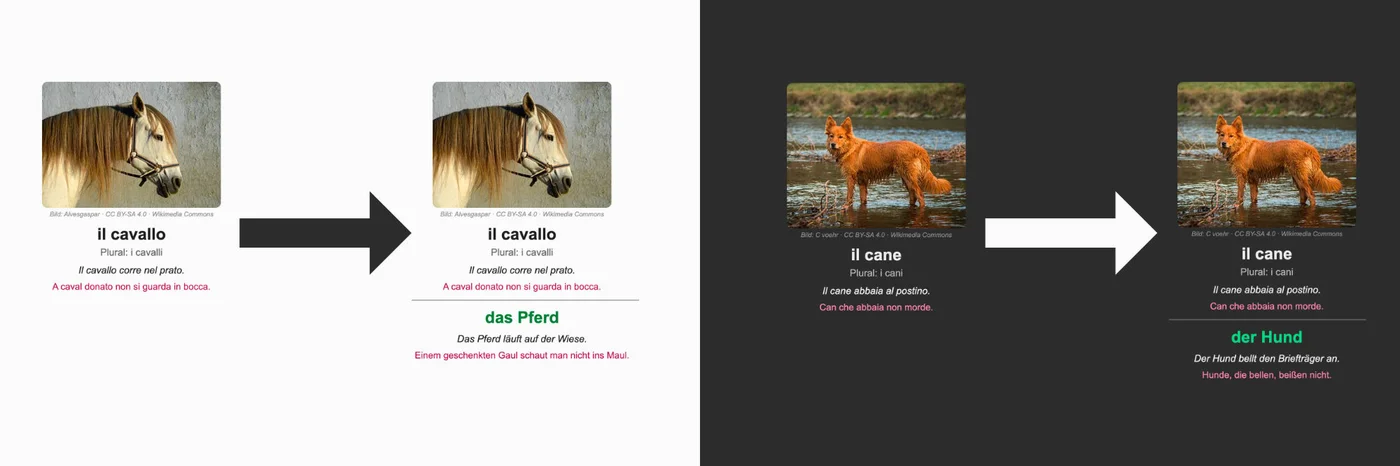 Bild: Alvesgaspar · CC BY-SA 4.0 · Wikimedia Commons
il cavallo
Plural: i cavalli
Il cavallo corre nel prato.
A caval donato non si guarda in bocca.
Bild: Alvesgaspar · CC BY-SA 4.0 · Wikimedia Commons
il cavallo
Plural: i cavalli
Il cavallo corre nel prato.
A caval donato non si guarda in bocca.
das Pferd
Das Pferd läuft auf der Wiese.
Einem geschenkten Gaul schaut man nicht ins Maul.
Bild: C voehr · CC BY-SA 4.0 · Wikimedia Commons
il cane
Plural: i cani
Il cane abbaia al postino.
Can che abbaia non morde.
Bild: C voehr · CC BY-SA 4.0 · Wikimedia Commons
il cane
Plural: i cani
Il cane abbaia al postino.
Can che abbaia non morde.
der Hund
Der Hund bellt den Briefträger an.
Hunde, die bellen, beißen nicht.